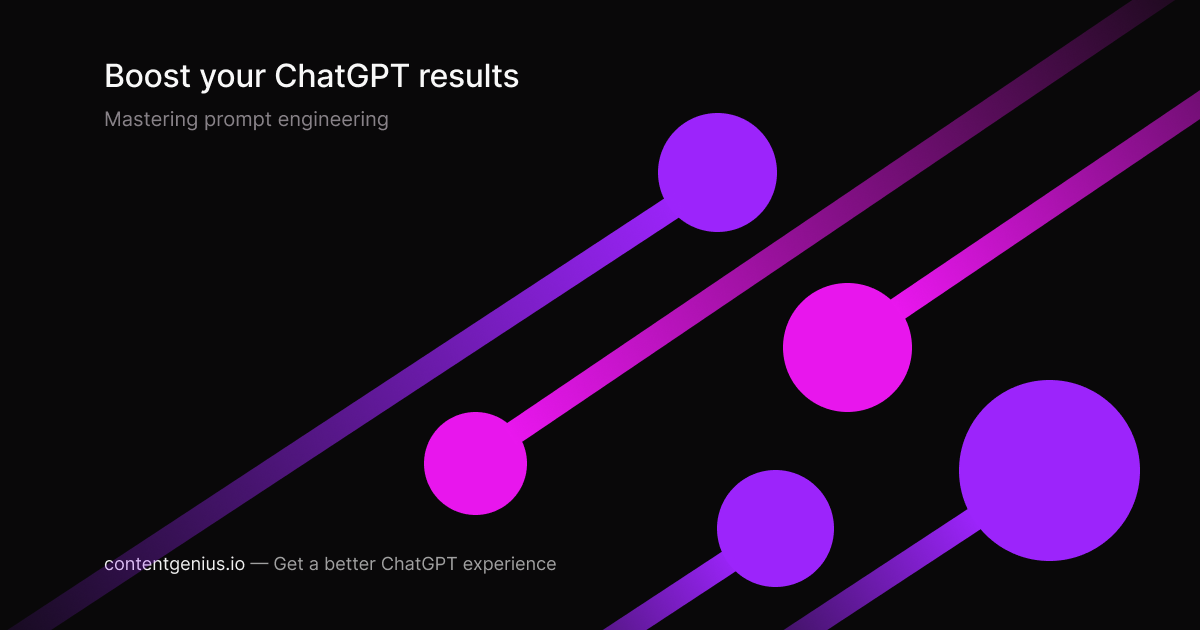 Boost your ChatGPT results
Mastering prompt engineering
contentgenius.io — Get a better ChatGPT experience